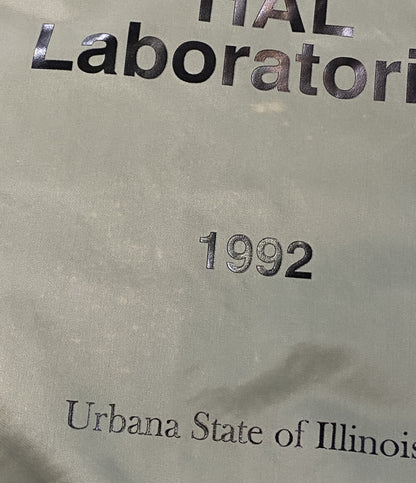 HAL
Laboratori
1992
Urbana State of Illinois